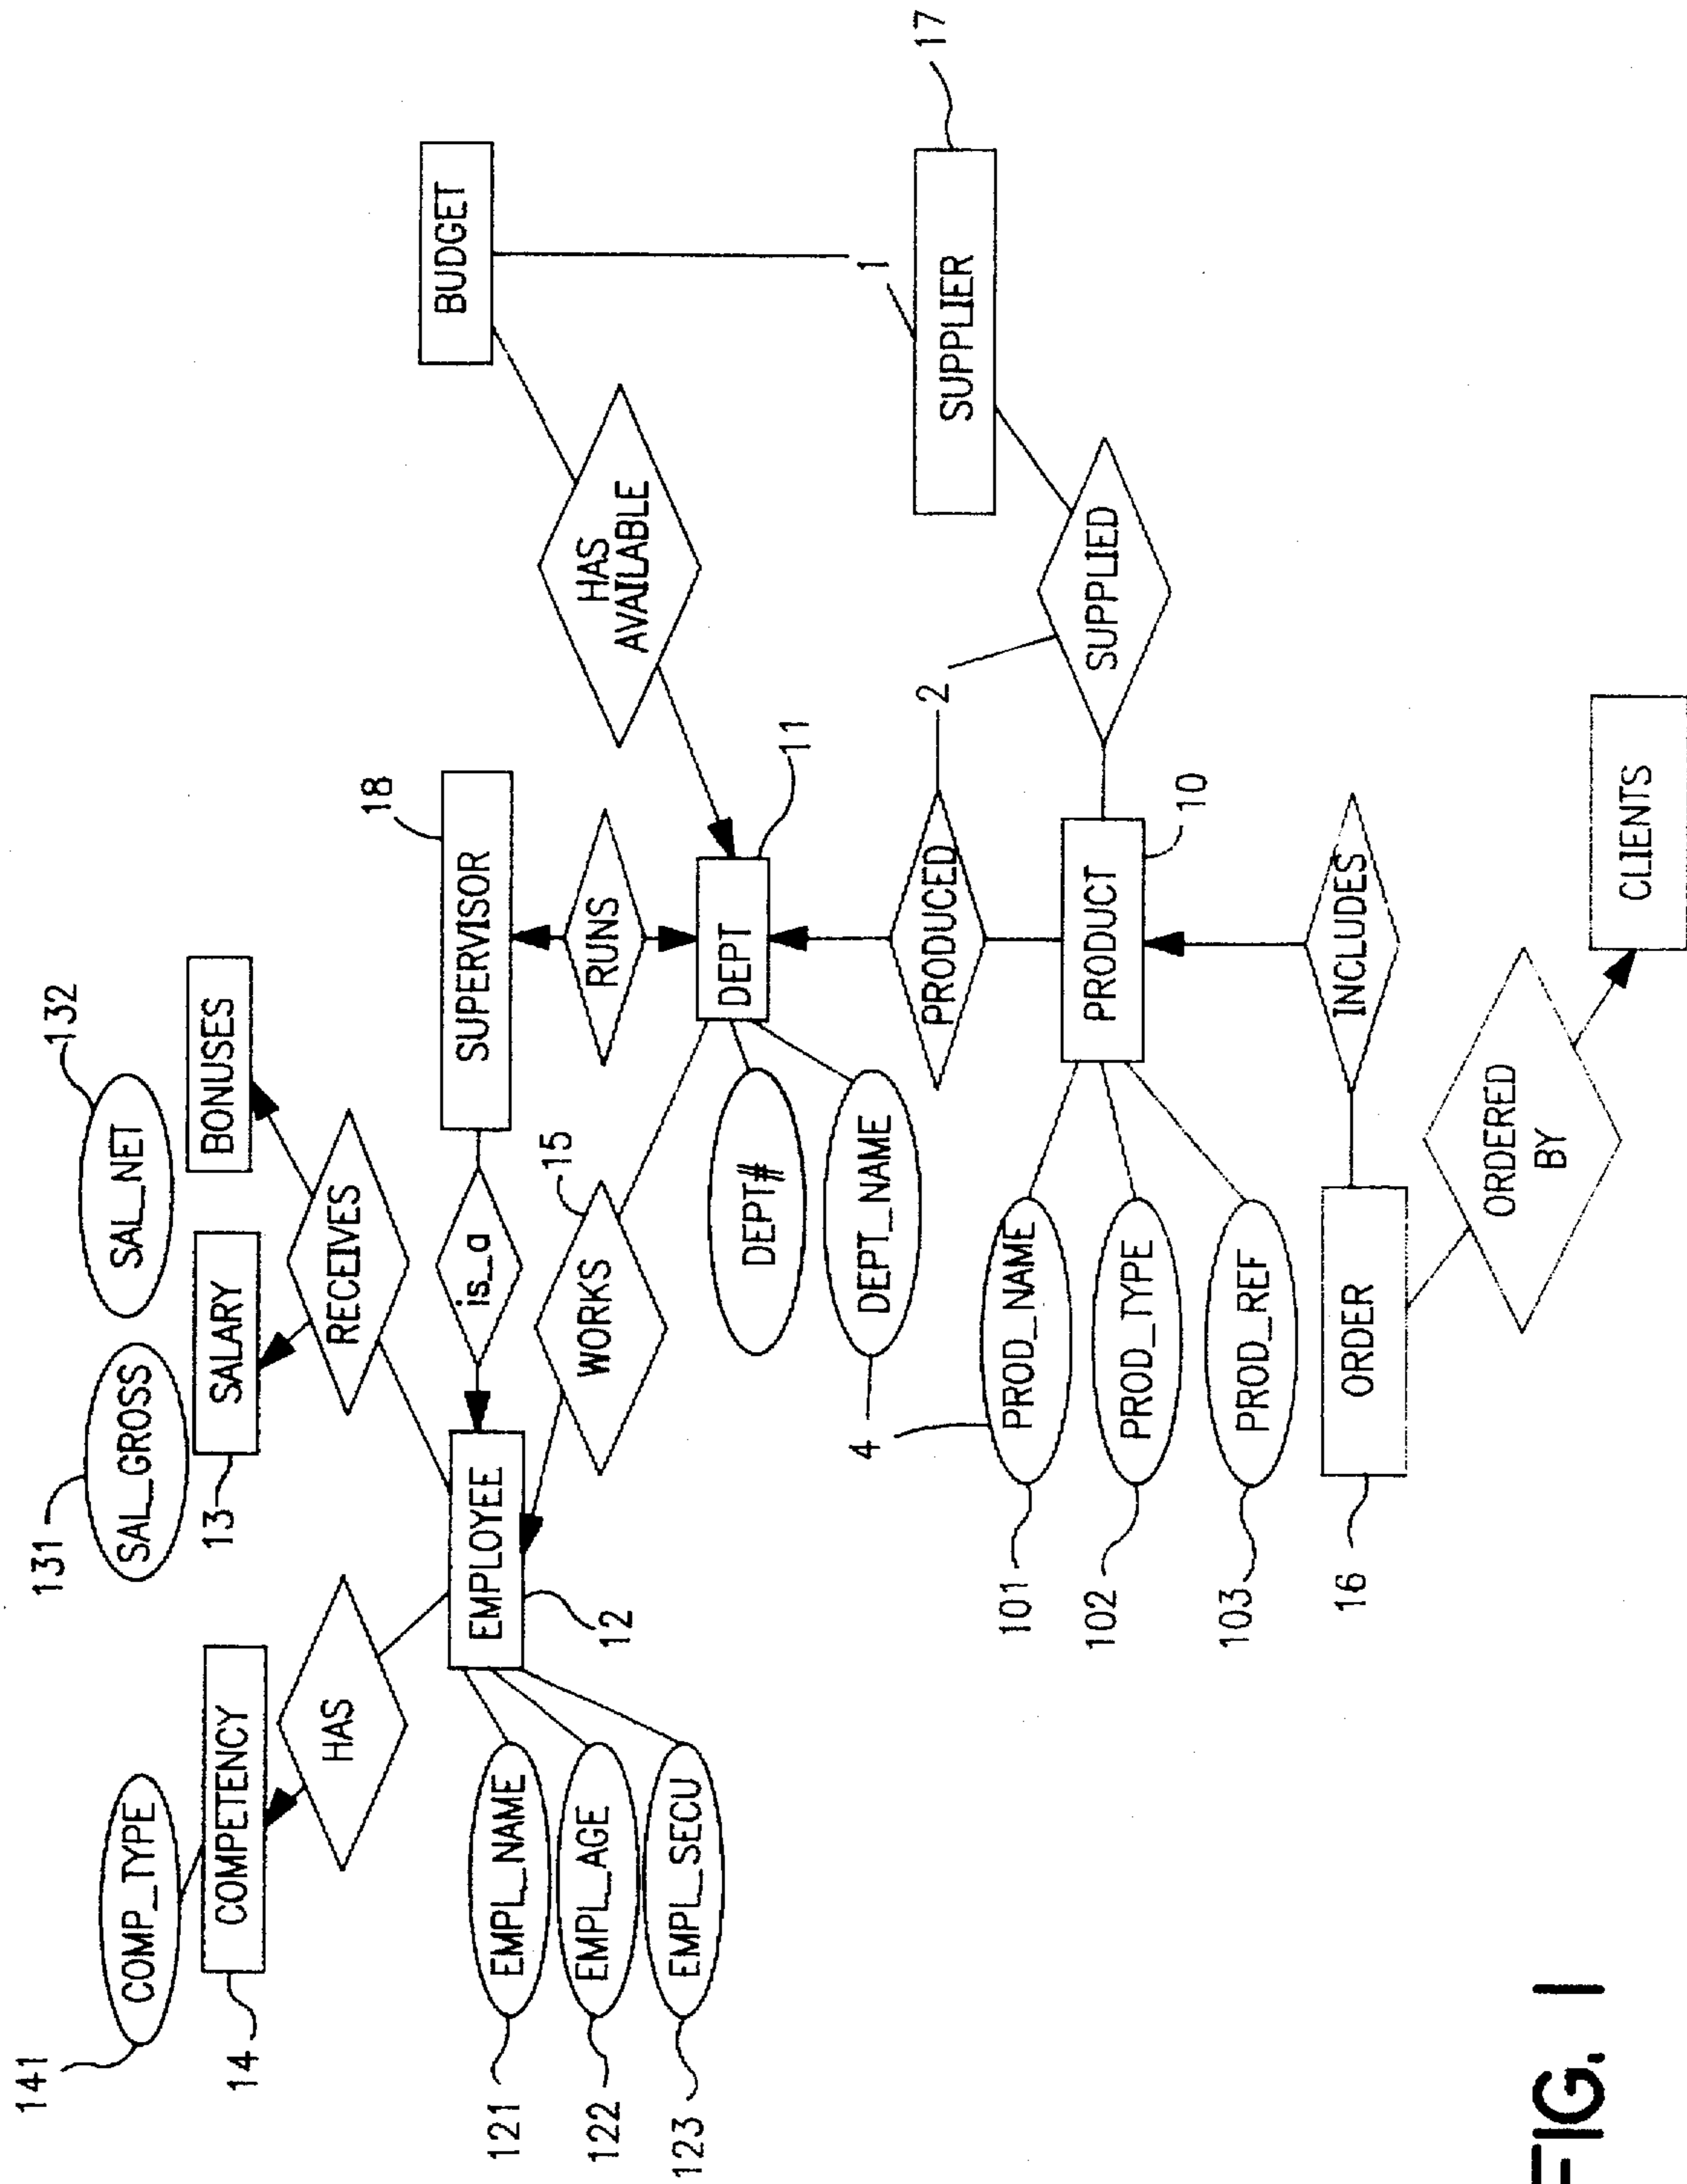 141
COMP_TYPE
14
COMPETENCY
HAS
131
SAL_GROSS
132
SAL_NET
13
SALARY
BONUSES
RECEIVES
121
EMPL_NAME
122
EMPL_AGE
123
EMPL_SECU
EMPLOYEE
12
is_a
SUPERVISOR
18
WORKS
15
RUNS
DEPT
11
DEPT#
DEPT_NAME
4
HAS
AVAILABLE
BUDGET
1
SUPPLIER
17
PRODUCED
2
SUPPLIED
PRODUCT
10
101
PROD_NAME
102
PROD_TYPE
103
PROD_REF
16
ORDER
INCLUDES
ORDERED
BY
CLIENTS
FIG. 1